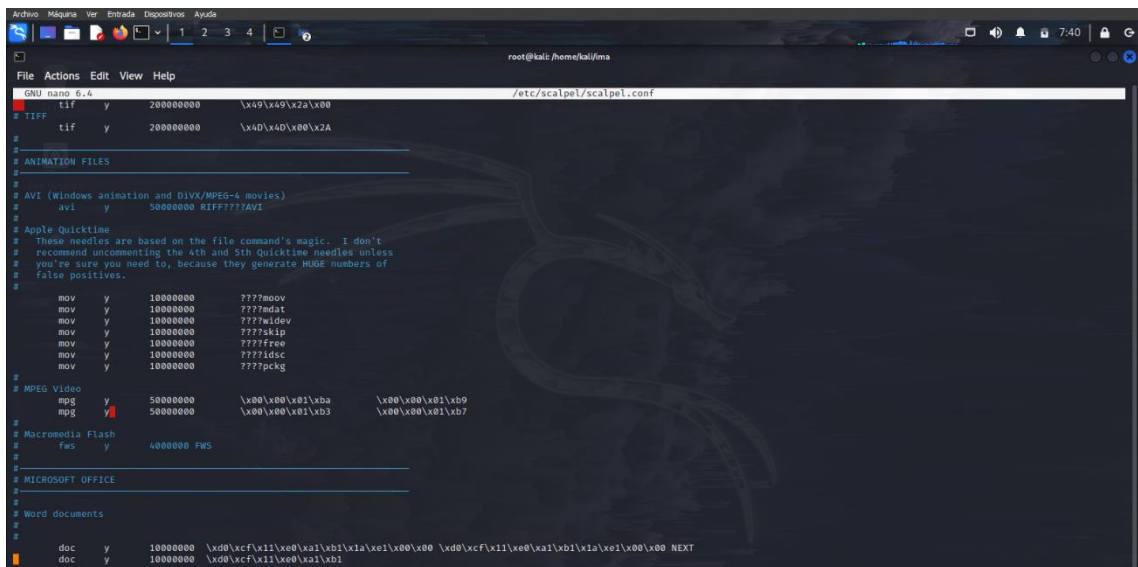 Archivo Máquina Ver Entrada Dispositivos Ayuda
1 2 3 4 7:40
root@kali: /home/kali/ima
File Actions Edit View Help
GNU nano 6.4 /etc/scalpel/scalpel.conf
tif y 200000000 \x49\x49\x2a\x00
# TIFF
tif y 200000000 \x4D\x4D\x00\x2A
#
#---------------------------------------------------------------------
# ANIMATION FILES
#---------------------------------------------------------------------
#
# AVI (Windows animation and DiVX/MPEG-4 movies)
# avi y 50000000 RIFF????AVI
#
# Apple Quicktime
# These needles are based on the file command's magic. I don't
# recommend uncommenting the 4th and 5th Quicktime needles unless
# you're sure you need to, because they generate HUGE numbers of
# false positives.
#
mov y 10000000 ????moov
mov y 10000000 ????mdat
mov y 10000000 ????widev
mov y 10000000 ????skip
mov y 10000000 ????free
mov y 10000000 ????idsc
mov y 10000000 ????pckg
#
# MPEG Video
mpg y 50000000 \x00\x00\x01\xba \x00\x00\x01\xb9
mpg y 50000000 \x00\x00\x01\xb3 \x00\x00\x01\xb7
#
# Macromedia Flash
# fws y 4000000 FWS
#
#---------------------------------------------------------------------
# MICROSOFT OFFICE
#---------------------------------------------------------------------
#
# Word documents
#
#
doc y 10000000 \xd0\xcf\x11\xe0\xa1\xb1\x1a\xe1\x00\x00 \xd0\xcf\x11\xe0\xa1\xb1\x1a\xe1\x00\x00 NEXT
doc y 10000000 \xd0\xcf\x11\xe0\xa1\xb1